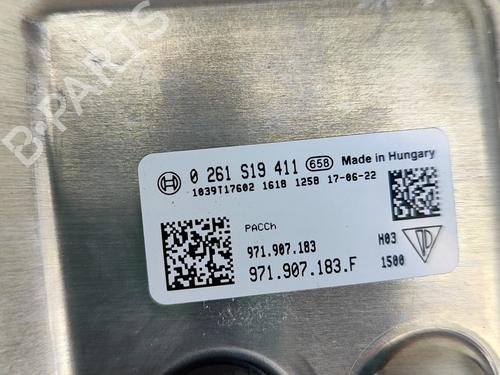 B-PARTS
0 261 S19 411 658 Made in Hungary
1039T17602 1618 1258 17-06-22
PACCh
971.907.183 H03
971.907.183.F 1500